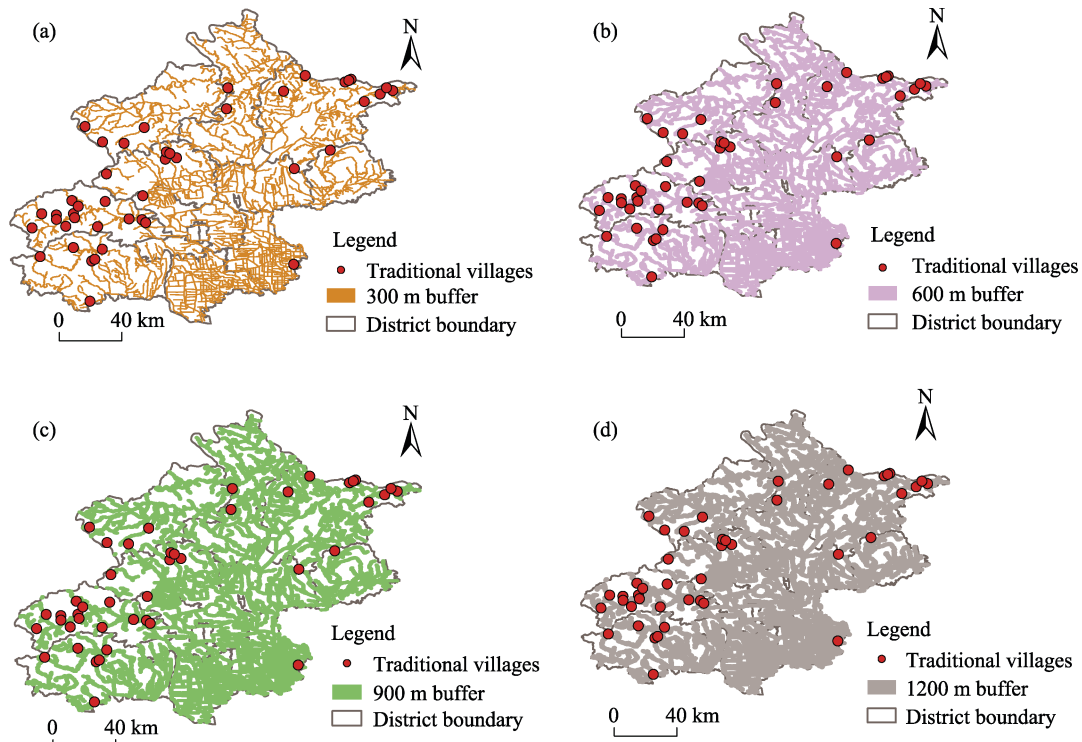 (a)
N
Legend
Traditional villages
300 m buffer
District boundary
0 40 km
(b)
N
Legend
Traditional villages
600 m buffer
District boundary
0 40 km
(c)
N
Legend
Traditional villages
900 m buffer
District boundary
0 40 km
(d)
N
Legend
Traditional villages
1200 m buffer
District boundary
0 40 km